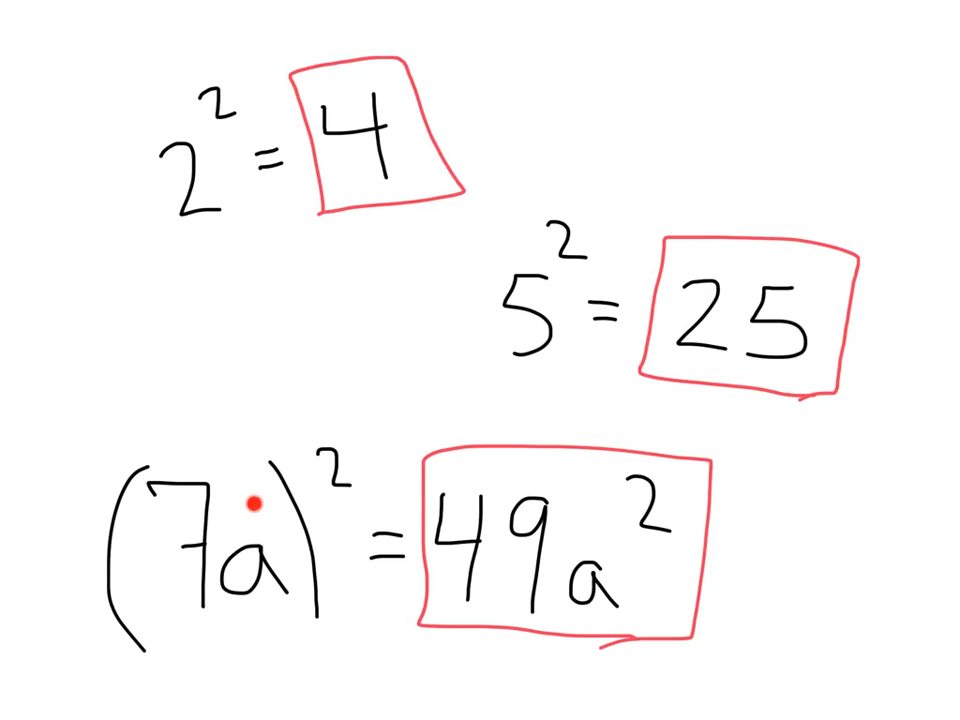 2² = 4
5² = 25
(7a)² = 49a²